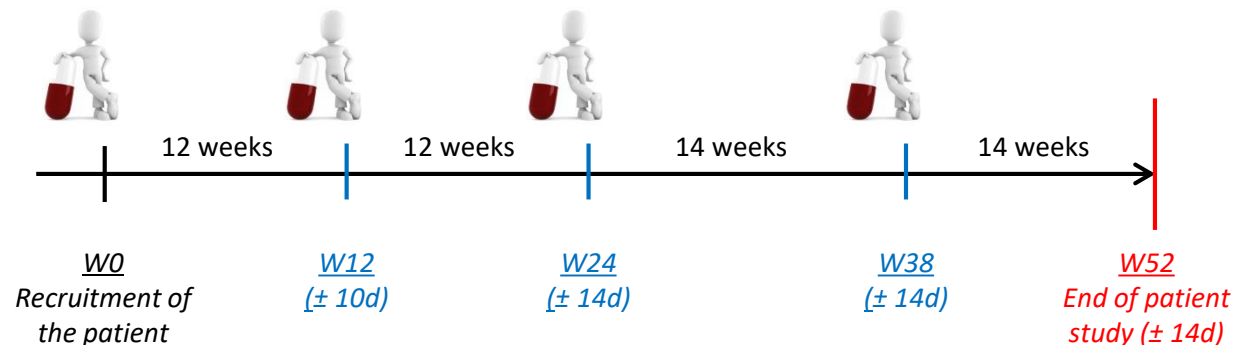 12 weeks
12 weeks
14 weeks
14 weeks
W0
Recruitment of
the patient
W12
(± 10d)
W24
(± 14d)
W38
(± 14d)
W52
End of patient
study (± 14d)